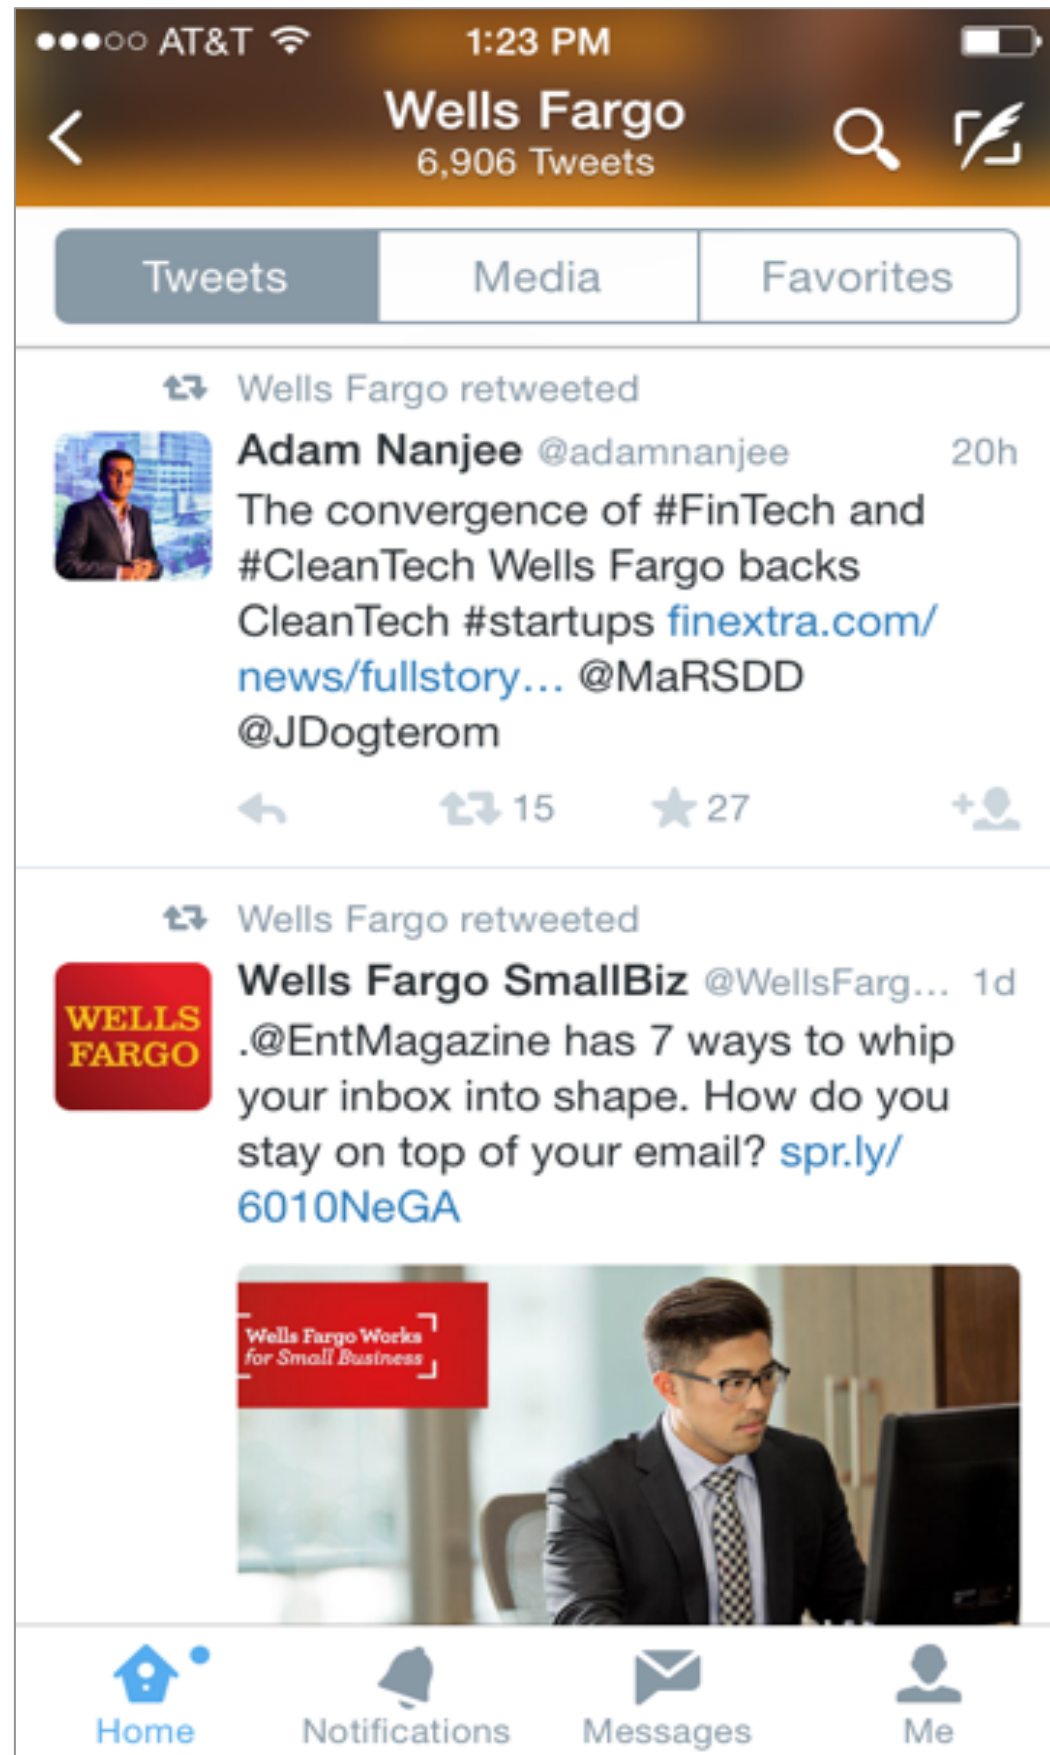 AT&T 1:23 PM
Wells Fargo
6,906 Tweets
Tweets Media Favorites
Wells Fargo retweeted
Adam Nanjee @adamnanjee 20h
The convergence of #FinTech and
#CleanTech Wells Fargo backs
CleanTech #startups finextra.com/
news/fullstory… @MaRSDD
@JDogterom
15 27
Wells Fargo retweeted
Wells Fargo SmallBiz @WellsFarg… 1d
WELLS
FARGO
.@EntMagazine has 7 ways to whip
your inbox into shape. How do you
stay on top of your email? spr.ly/
6010NeGA
Wells Fargo Works
for Small Business
Home Notifications Messages Me